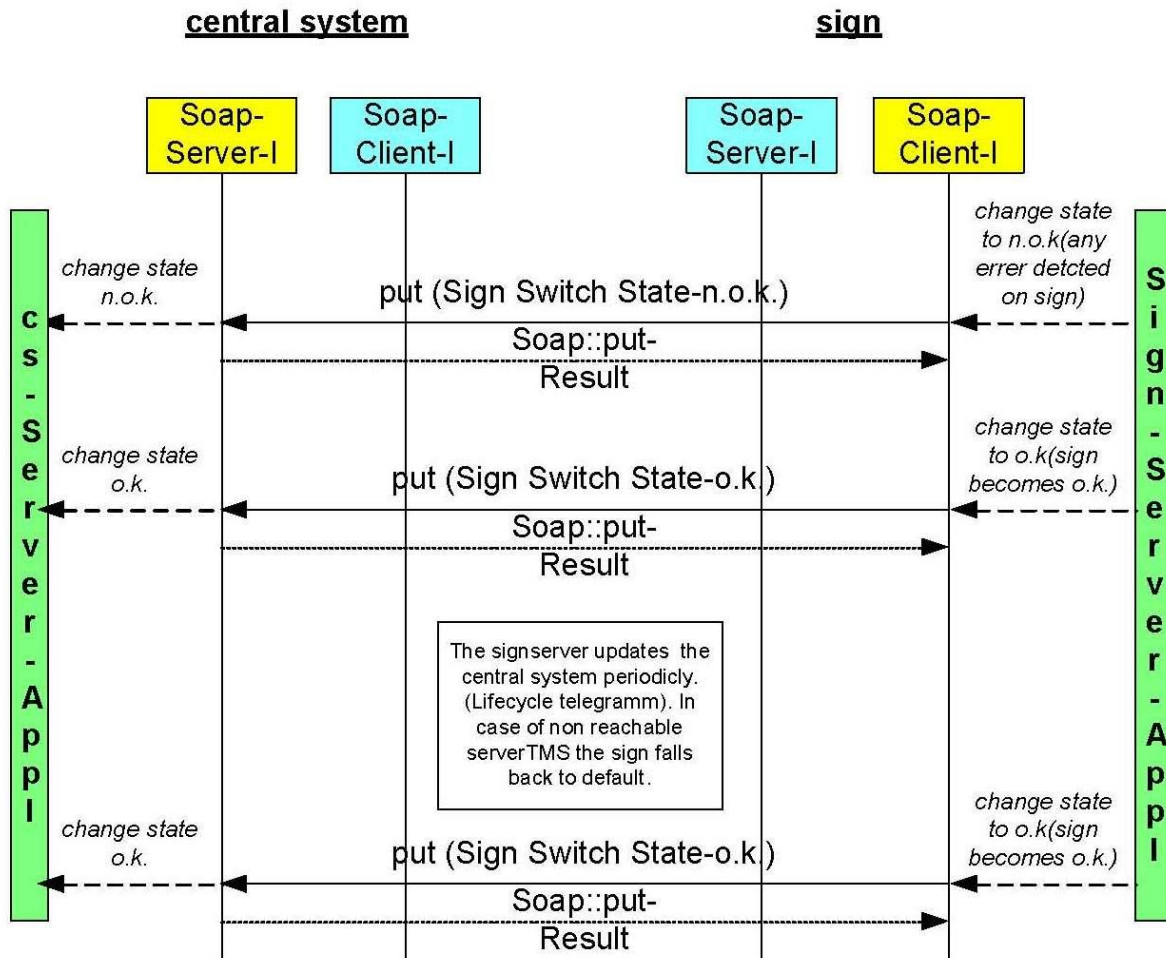 central system
sign
Soap-
Server-I
Soap-
Client-I
Soap-
Server-I
Soap-
Client-I
cs-Server-Appl
Sign-Server-Appl
change state
n.o.k.
put (Sign Switch State-n.o.k.)
change state
to n.o.k(any
errer detcted
on sign)
Soap::put-
Result
change state
o.k.
put (Sign Switch State-o.k.)
change state
to o.k(sign
becomes o.k.)
Soap::put-
Result
The signserver updates the
central system periodicly.
(Lifecycle telegramm). In
case of non reachable
serverTMS the sign falls
back to default.
change state
o.k.
put (Sign Switch State-o.k.)
change state
to o.k(sign
becomes o.k.)
Soap::put-
Result